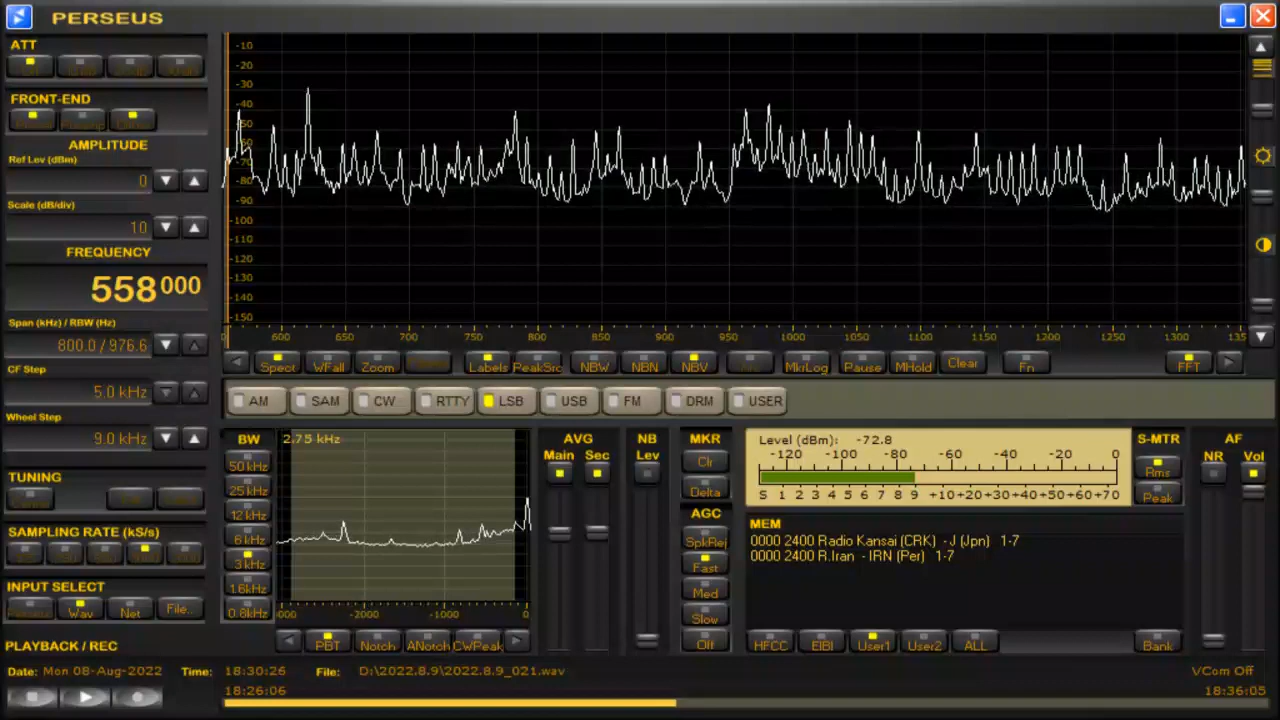 PERSEUS
ATT
FRONT-END
AMPLITUDE
Ref Lev (dBm)
0
Scale (dB/div)
10
FREQUENCY
558 000
Span (kHz) / RBW (Hz)
800.0 / 976.6
CF Step
5.0 kHz
Wheel Step
9.0 kHz
TUNING
SAMPLING RATE (kS/s)
INPUT SELECT
Wav Net File..
PLAYBACK / REC
-10
-20
-30
-40
-50
-60
-70
-80
-90
-100
-110
-120
-130
-140
-150
600 650 700 750 800 850 900 950 1000 1050 1100 1150 1200 1250 1300 135
Spect WFall Zoom Labels PeakSrc NBW NBN NBV MkrLog Pause MHold Clear Fn FFT
AM SAM CW RTTY LSB USB FM DRM USER
BW
50 kHz
25 kHz
12 kHz
6 kHz
3 kHz
1.6kHz
0.8kHz
2.75 kHz
-2000 -1000 0
PBT Notch ANotch CWPeak
AVG
Main Sec
NB
Lev
MKR
Clr
Delta
AGC
SpkRej
Fast
Med
Slow
Off
Level (dBm): -72.8
-120 -100 -80 -60 -40 -20 0
S 1 2 3 4 5 6 7 8 9 +10+20+30+40+50+60+70
S-MTR
Rms
Peak
AF
NR Vol
MEM
0000 2400 Radio Kansai (CRK) - J (Jpn) 1-7
0000 2400 R.Iran - IRN (Per) 1-7
HFCC EIBI User1 User2 ALL Bank
Date: Mon 08-Aug-2022 Time: 18:30:26 File: D:\2022.8.9\2022.8.9_021.wav VCom Off
18:26:06 18:36:05